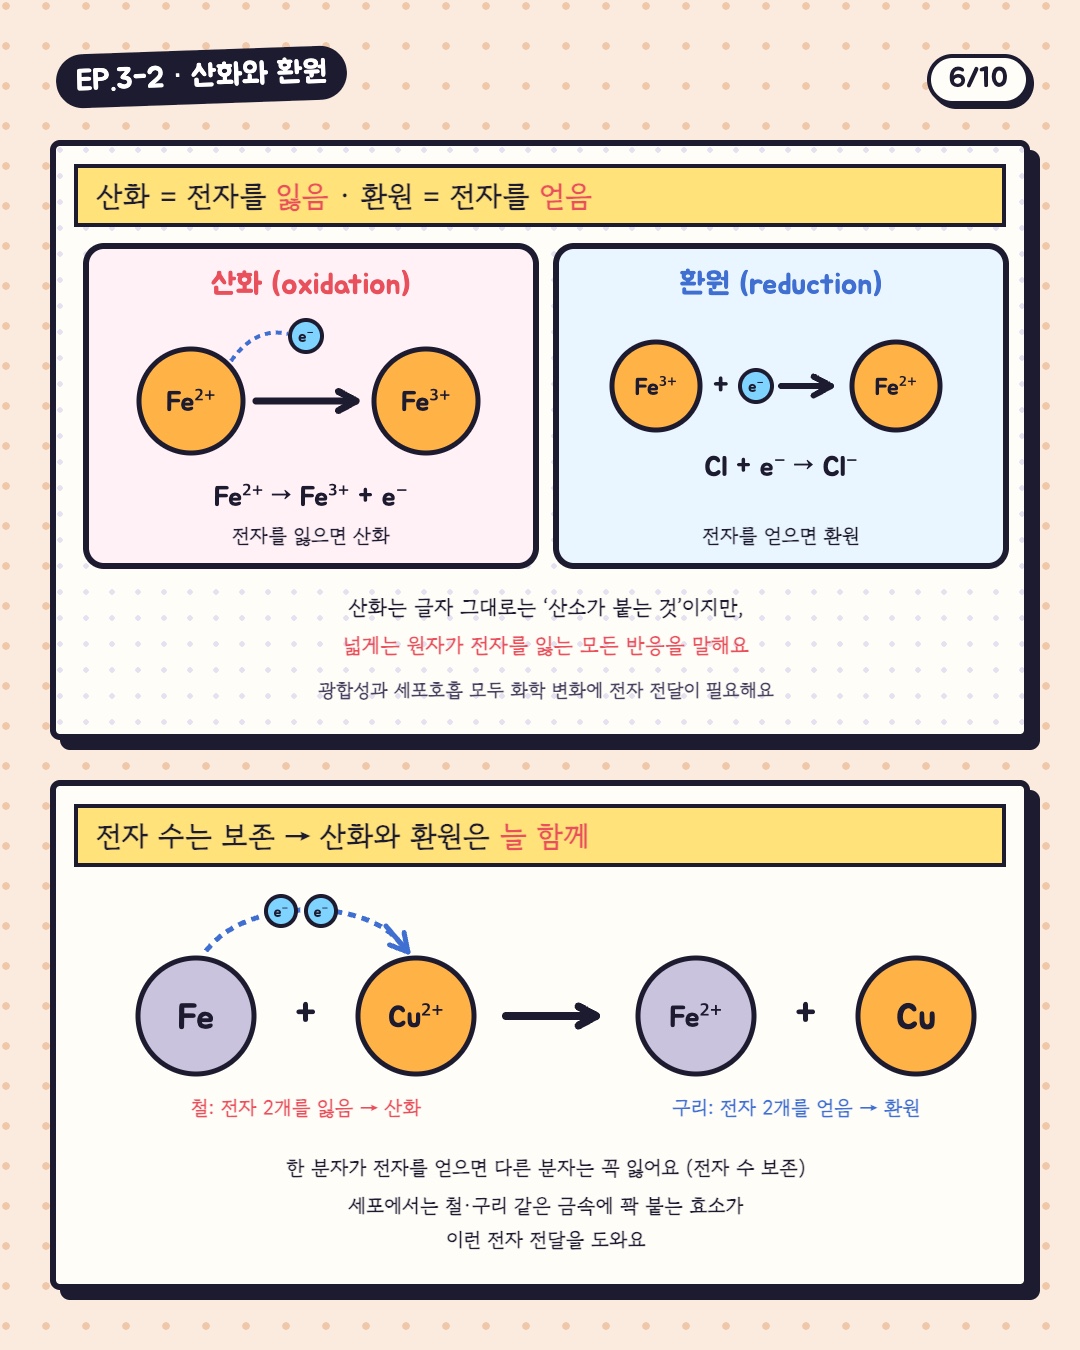 EP.3-2 · 산화와 환원
6/10
산화 = 전자를 잃음 · 환원 = 전자를 얻음
산화 (oxidation)
e⁻
Fe²⁺
Fe³⁺
Fe²⁺ → Fe³⁺ + e⁻
전자를 잃으면 산화
환원 (reduction)
Fe³⁺ + e⁻ → Fe²⁺
Cl + e⁻ → Cl⁻
전자를 얻으면 환원
산화는 글자 그대로는 ‘산소가 붙는 것’이지만,
넓게는 원자가 전자를 잃는 모든 반응을 말해요
광합성과 세포호흡 모두 화학 변화에 전자 전달이 필요해요
전자 수는 보존 → 산화와 환원은 늘 함께
e⁻ e⁻
Fe + Cu²⁺ → Fe²⁺ + Cu
철: 전자 2개를 잃음 → 산화
구리: 전자 2개를 얻음 → 환원
한 분자가 전자를 얻으면 다른 분자는 꼭 잃어요 (전자 수 보존)
세포에서는 철·구리 같은 금속에 꽉 붙는 효소가
이런 전자 전달을 도와요